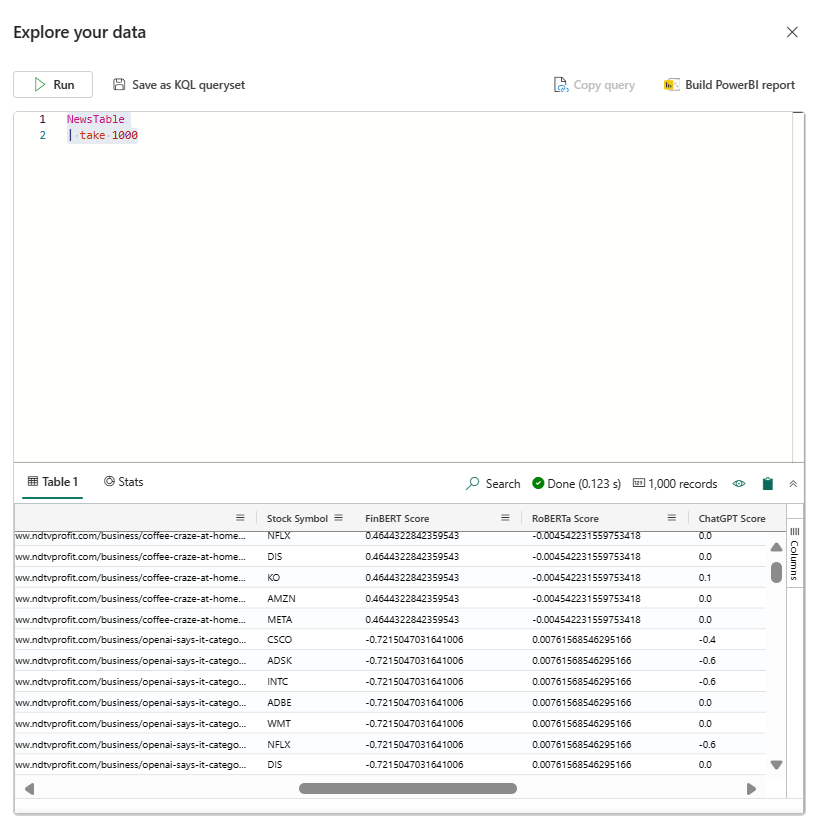 Explore your data
Run Save as KQL queryset Copy query Build PowerBI report
1 NewsTable
2 | take 1000
Table 1 Stats Search Done (0.123 s) 1,000 records
Stock Symbol FinBERT Score RoBERTa Score ChatGPT Score
ww.ndtvprofit.com/business/coffee-craze-at-home... NFLX 0.4644322842359543 -0.004542231559753418 0.0
ww.ndtvprofit.com/business/coffee-craze-at-home... DIS 0.4644322842359543 -0.004542231559753418 0.0
ww.ndtvprofit.com/business/coffee-craze-at-home... KO 0.4644322842359543 -0.004542231559753418 0.1
ww.ndtvprofit.com/business/coffee-craze-at-home... AMZN 0.4644322842359543 -0.004542231559753418 0.0
ww.ndtvprofit.com/business/coffee-craze-at-home... META 0.4644322842359543 -0.004542231559753418 0.0
ww.ndtvprofit.com/business/openai-says-it-catego... CSCO -0.7215047031641006 0.00761568546295166 -0.4
ww.ndtvprofit.com/business/openai-says-it-catego... ADSK -0.7215047031641006 0.00761568546295166 -0.6
ww.ndtvprofit.com/business/openai-says-it-catego... INTC -0.7215047031641006 0.00761568546295166 -0.6
ww.ndtvprofit.com/business/openai-says-it-catego... ADBE -0.7215047031641006 0.00761568546295166 0.0
ww.ndtvprofit.com/business/openai-says-it-catego... WMT -0.7215047031641006 0.00761568546295166 0.0
ww.ndtvprofit.com/business/openai-says-it-catego... NFLX -0.7215047031641006 0.00761568546295166 -0.6
ww.ndtvprofit.com/business/openai-says-it-catego... DIS -0.7215047031641006 0.00761568546295166 0.0
Columns